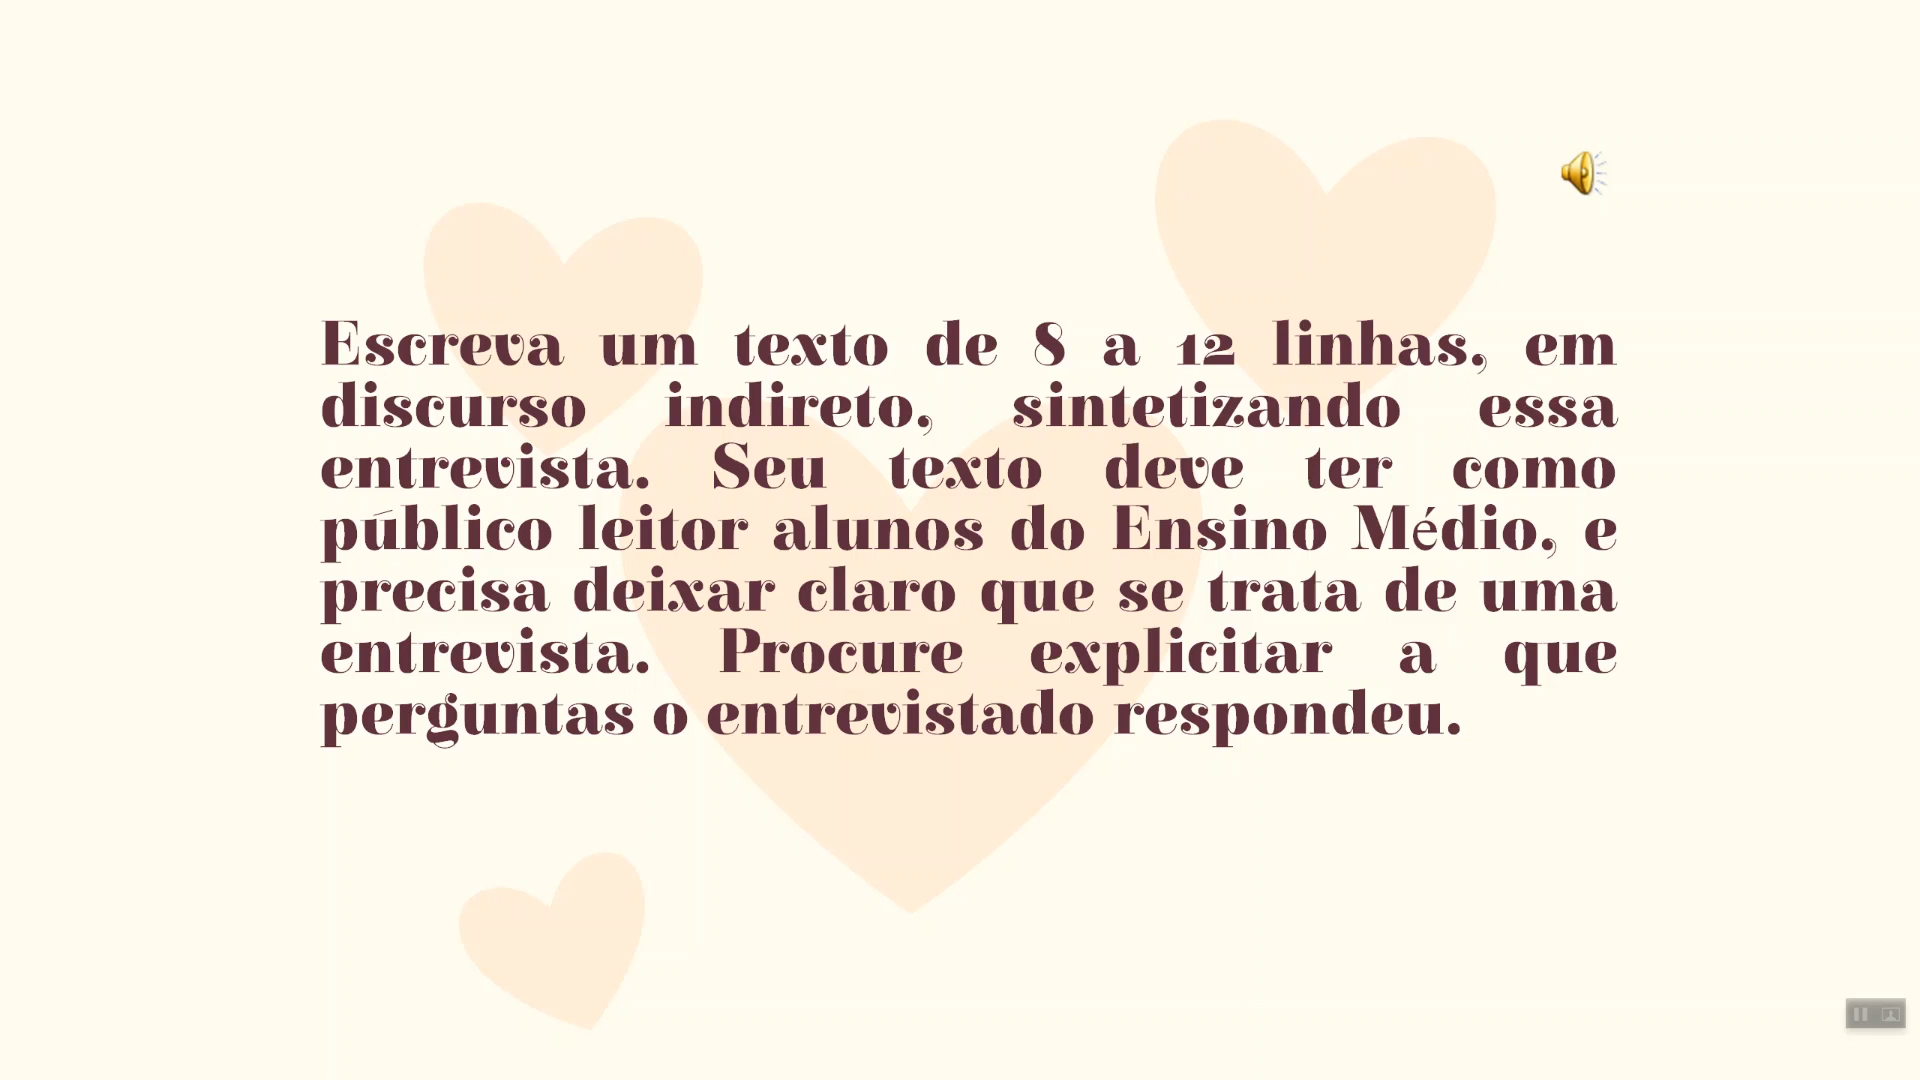 Escreva um texto de 8 a 12 linhas, em
discurso indireto, sintetizando essa
entrevista. Seu texto deve ter como
público leitor alunos do Ensino Médio, e
precisa deixar claro que se trata de uma
entrevista. Procure explicitar a que
perguntas o entrevistado respondeu.